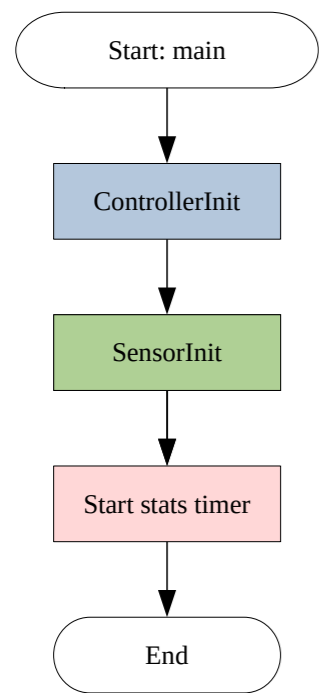 Start: main
ControllerInit
SensorInit
Start stats timer
End